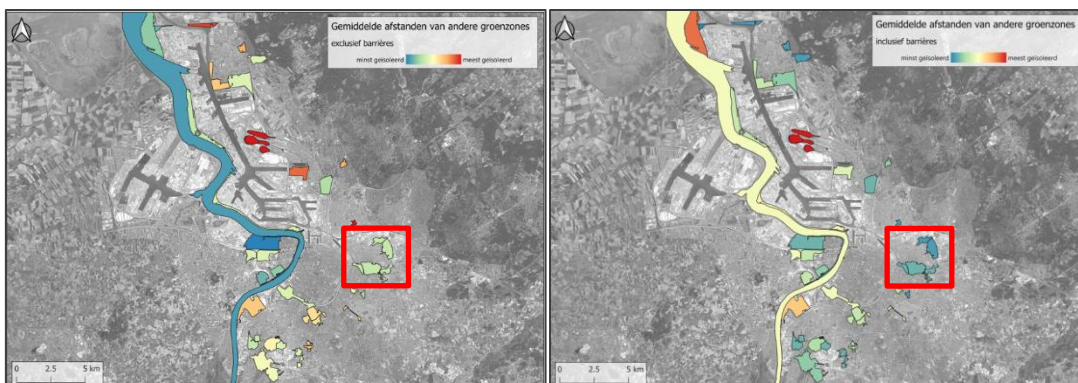 Gemiddelde afstanden van andere groenzones
exclusief barrières
minst geïsoleerd meest geïsoleerd
0 2.5 5 km
Gemiddelde afstanden van andere groenzones
inclusief barrières
minst geïsoleerd meest geïsoleerd
0 2.5 5 km